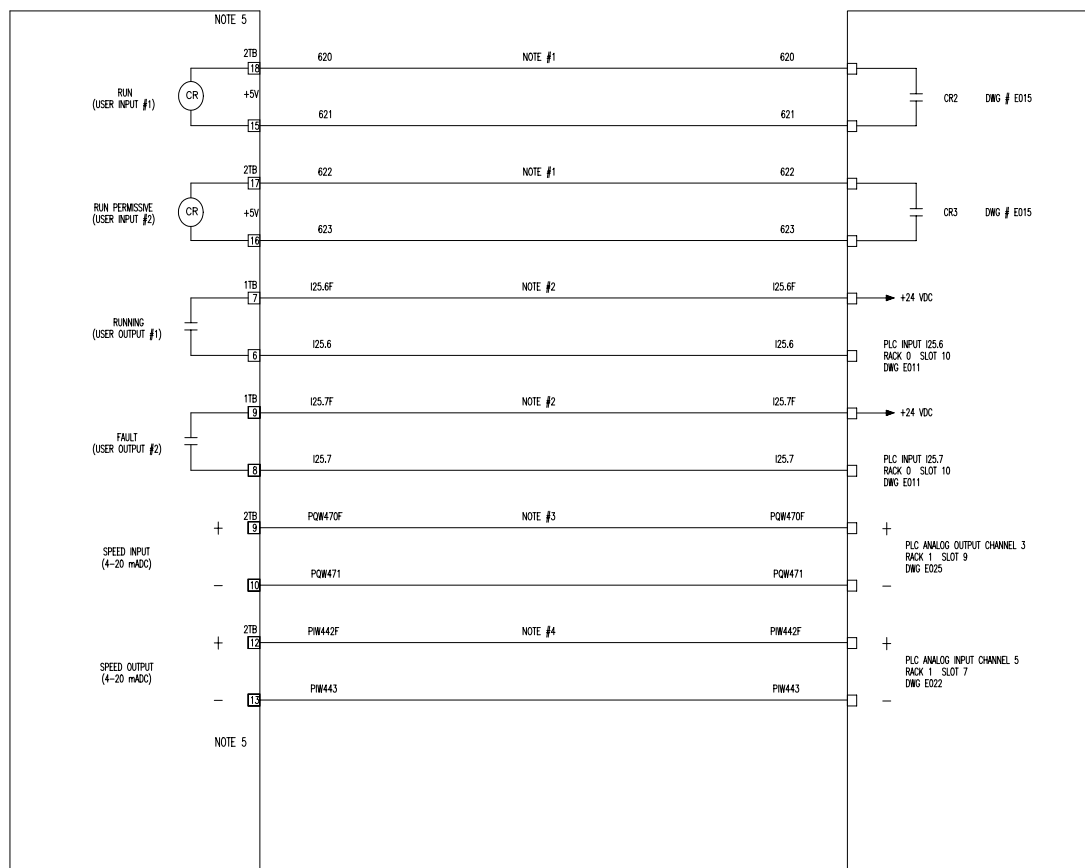 NOTE 5
2TB
18
620
NOTE #1
620
RUN
(USER INPUT #1)
CR
+5V
CR2
DWG # E015
15
621
621
2TB
17
622
NOTE #1
622
RUN PERMISSIVE
(USER INPUT #2)
CR
+5V
CR3
DWG # E015
16
623
623
1TB
7
I25.6F
NOTE #2
I25.6F
+24 VDC
RUNNING
(USER OUTPUT #1)
6
I25.6
I25.6
PLC INPUT I25.6
RACK 0 SLOT 10
DWG E011
1TB
9
I25.7F
NOTE #2
I25.7F
+24 VDC
FAULT
(USER OUTPUT #2)
8
I25.7
I25.7
PLC INPUT I25.7
RACK 0 SLOT 10
DWG E011
+
2TB
9
PQW470F
NOTE #3
PQW470F
+
SPEED INPUT
(4-20 mADC)
PLC ANALOG OUTPUT CHANNEL 3
RACK 1 SLOT 9
DWG E025
-
10
PQW471
PQW471
-
+
2TB
12
PIW442F
NOTE #4
PIW442F
+
SPEED OUTPUT
(4-20 mADC)
PLC ANALOG INPUT CHANNEL 5
RACK 1 SLOT 7
DWG E022
-
13
PIW443
PIW443
-
NOTE 5